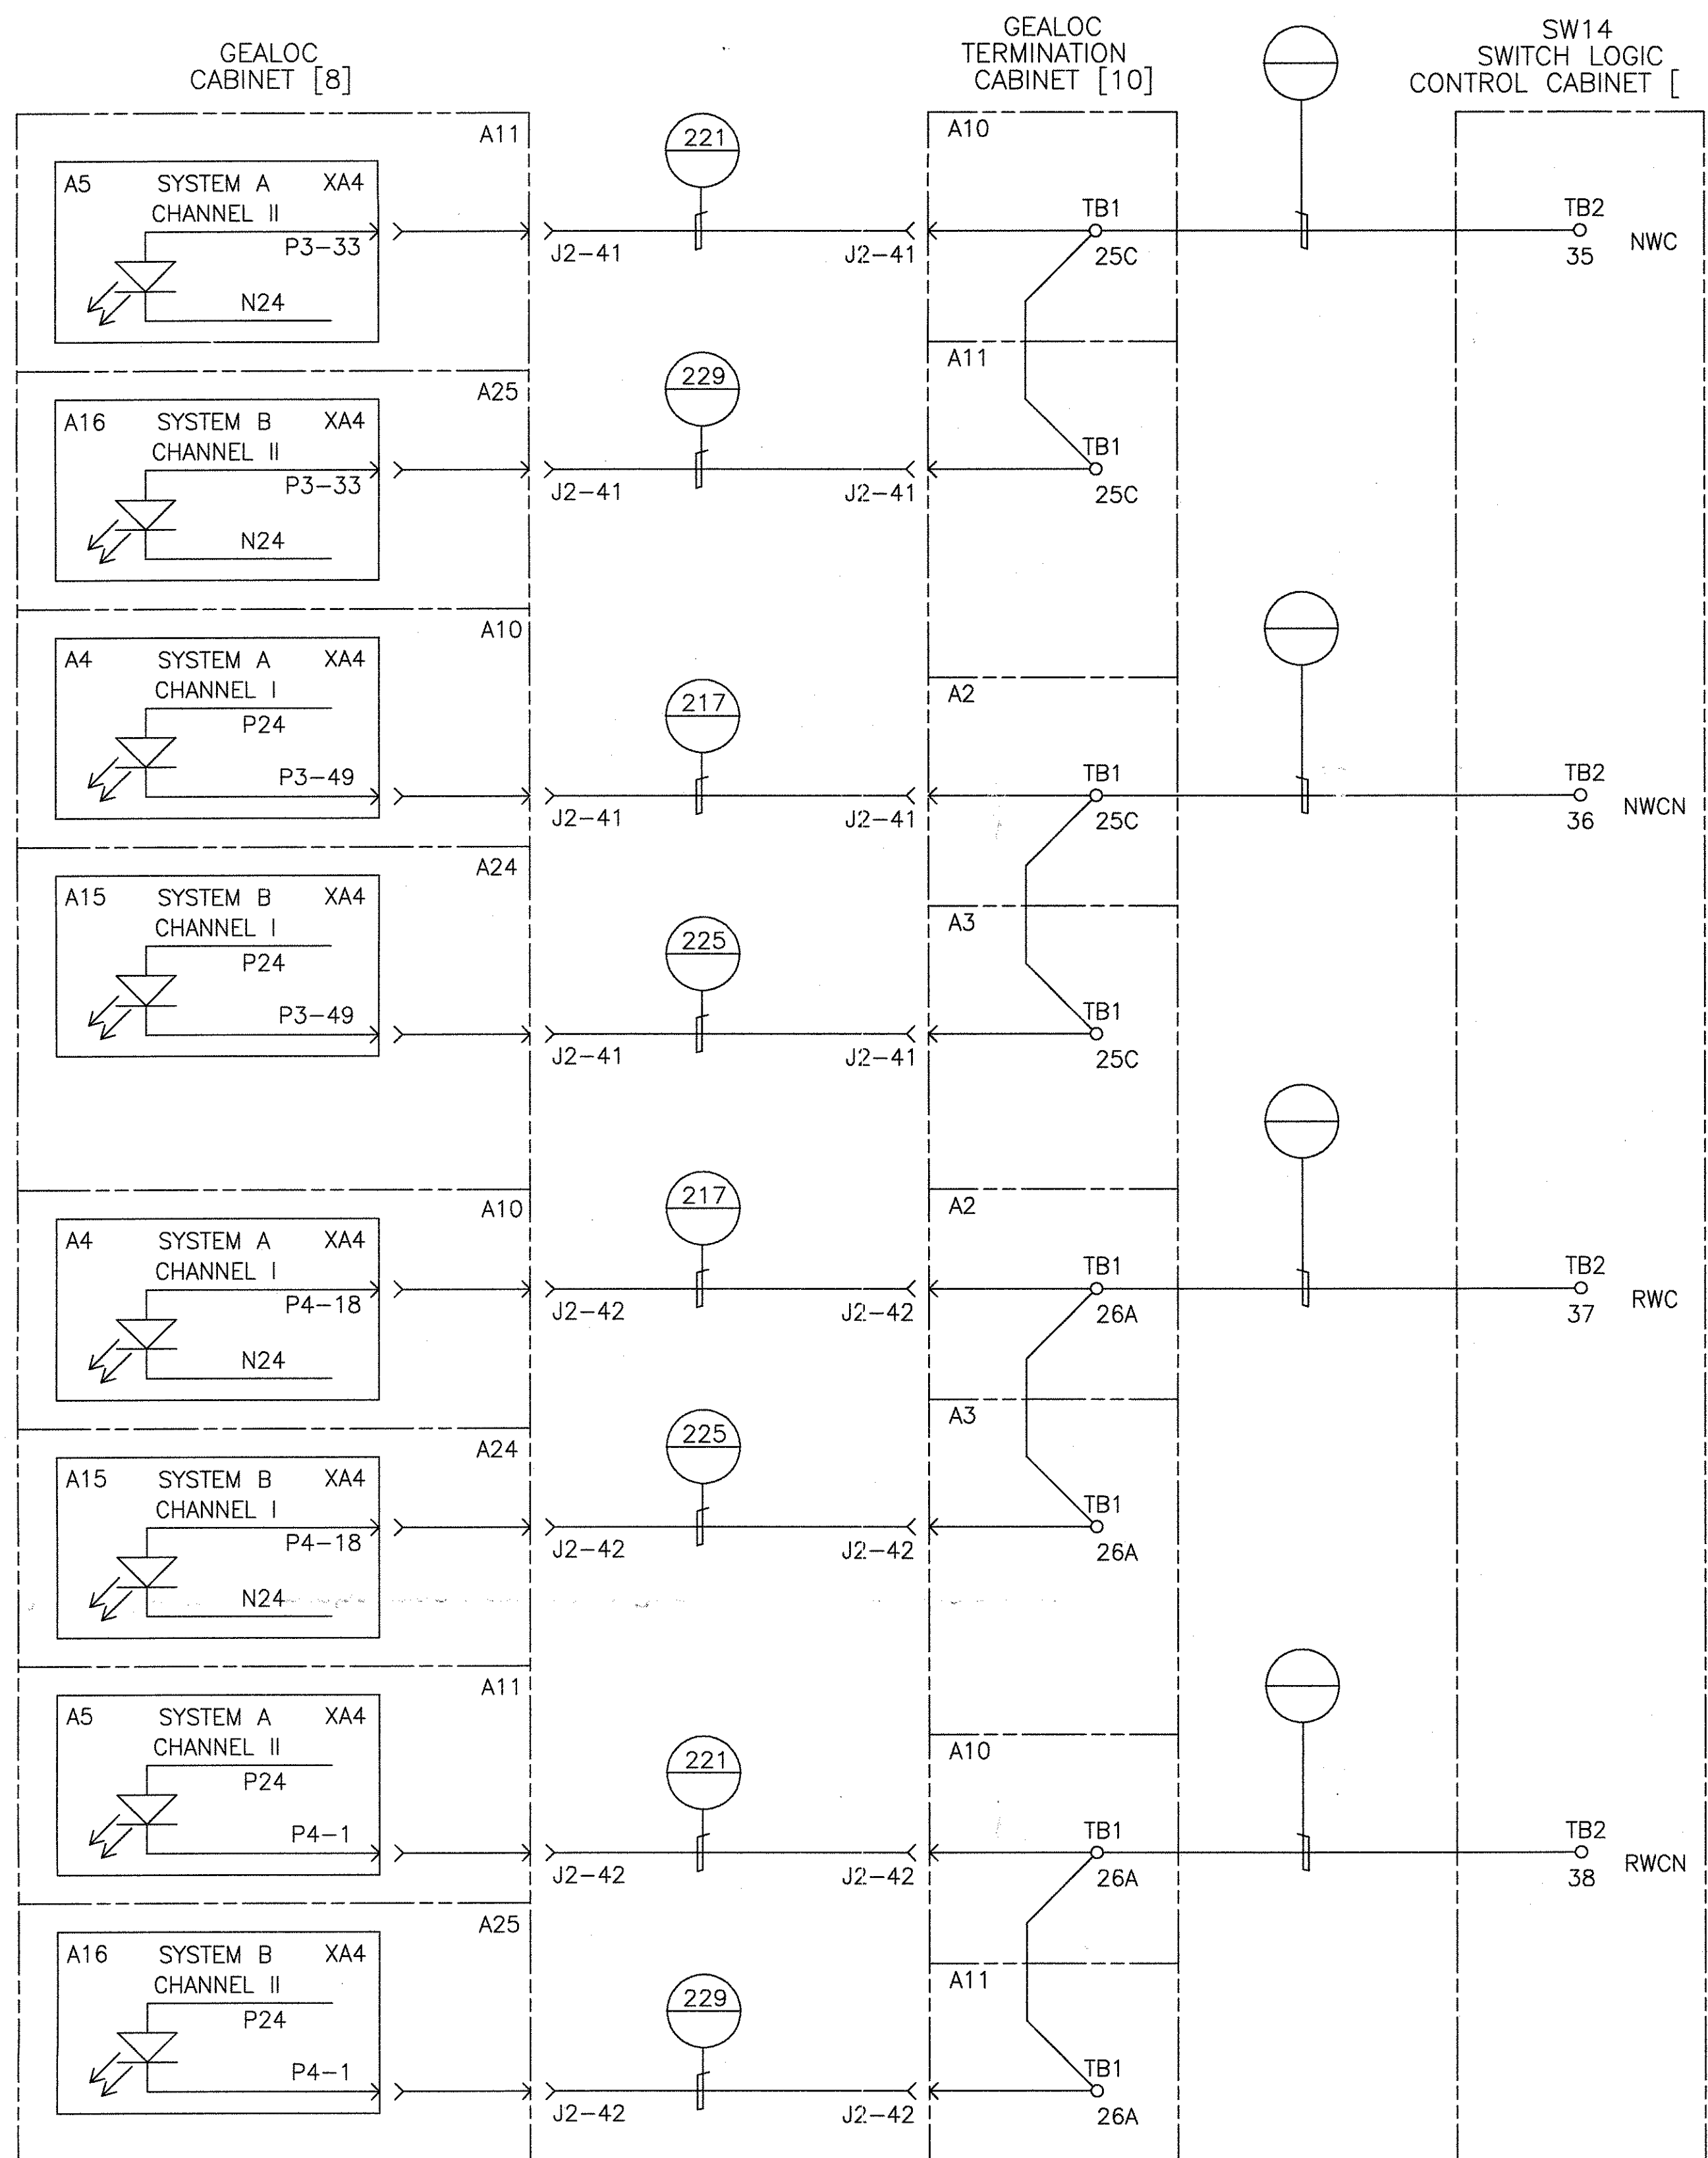 GEALOC
CABINET [8]
GEALOC
TERMINATION
CABINET [10]
SW14
SWITCH LOGIC
CONTROL CABINET [
A11
A5 SYSTEM A XA4
CHANNEL II
P3-33
N24
221
J2-41
J2-41
A10
TB1
25C
TB2
35
NWC
A25
A16 SYSTEM B XA4
CHANNEL II
P3-33
N24
229
J2-41
J2-41
A11
TB1
25C
A10
A4 SYSTEM A XA4
CHANNEL I
P24
P3-49
217
J2-41
J2-41
A2
TB1
25C
TB2
36
NWCN
A24
A15 SYSTEM B XA4
CHANNEL I
P24
P3-49
225
J2-41
J2-41
A3
TB1
25C
A10
A4 SYSTEM A XA4
CHANNEL I
P4-18
N24
217
J2-42
J2-42
A2
TB1
26A
TB2
37
RWC
A24
A15 SYSTEM B XA4
CHANNEL I
P4-18
N24
225
J2-42
J2-42
A3
TB1
26A
A11
A5 SYSTEM A XA4
CHANNEL II
P24
P4-1
221
J2-42
J2-42
A10
TB1
26A
TB2
38
RWCN
A25
A16 SYSTEM B XA4
CHANNEL II
P24
P4-1
229
J2-42
J2-42
A11
TB1
26A